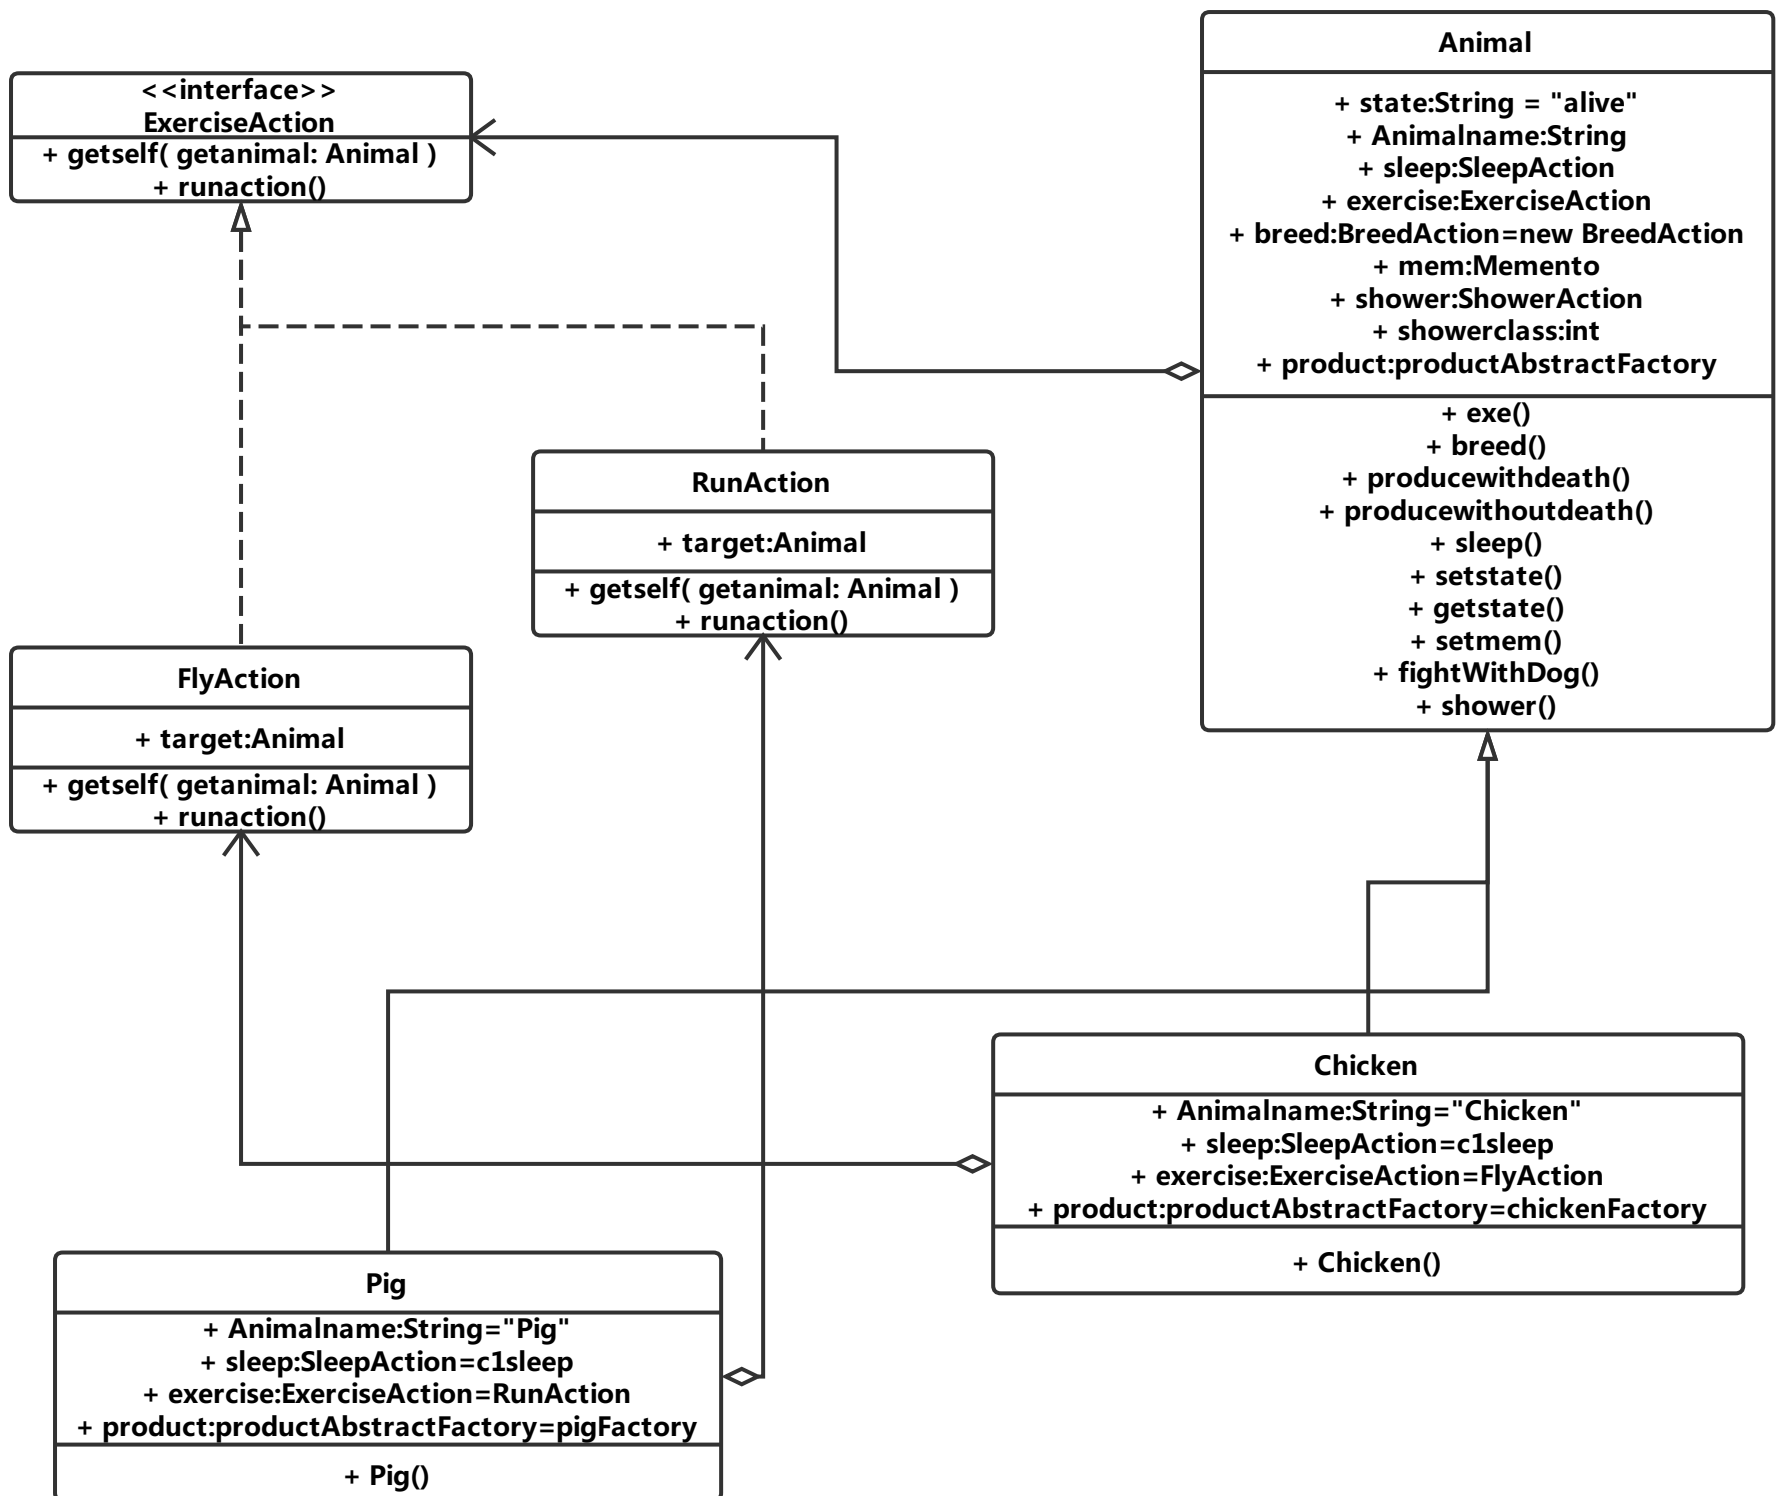 <<interface>>
ExerciseAction
+ getself( getanimal: Animal )
+ runaction()
Animal
+ state:String = "alive"
+ Animalname:String
+ sleep:SleepAction
+ exercise:ExerciseAction
+ breed:BreedAction=new BreedAction
+ mem:Memento
+ shower:ShowerAction
+ showerclass:int
+ product:productAbstractFactory
+ exe()
+ breed()
+ producewithdeath()
+ producewithoutdeath()
+ sleep()
+ setstate()
+ getstate()
+ setmem()
+ fightWithDog()
+ shower()
RunAction
+ target:Animal
+ getself( getanimal: Animal )
+ runaction()
FlyAction
+ target:Animal
+ getself( getanimal: Animal )
+ runaction()
Chicken
+ Animalname:String="Chicken"
+ sleep:SleepAction=c1sleep
+ exercise:ExerciseAction=FlyAction
+ product:productAbstractFactory=chickenFactory
+ Chicken()
Pig
+ Animalname:String="Pig"
+ sleep:SleepAction=c1sleep
+ exercise:ExerciseAction=RunAction
+ product:productAbstractFactory=pigFactory
+ Pig()